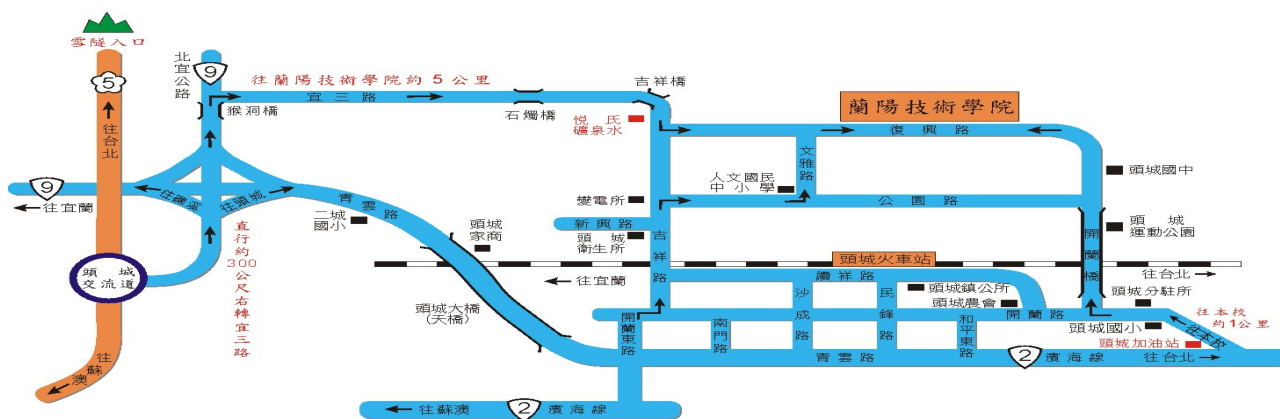 雪隧入口
5
往台北
北宜公路
9
往蘭陽技術學院約 5 公里
宜三路
猴洞橋
石燭橋
吉祥橋
悅氏
礦泉水
蘭陽技術學院
復興路
文雅路
頭城國中
人文國民
中小學
9
往宜蘭
往礁溪
往頭城
青雲路
二城
國小
頭城
家商
變電所
公園路
新興路
頭城
衛生所
吉祥路
開蘭橋
頭城
運動公園
頭城
交流道
直行約
300
公尺右轉宜三路
頭城火車站
往宜蘭
往台北
續祥路
頭城鎮公所
頭城農會
頭城分駐所
頭城大橋
(天橋)
開蘭東路
南門路
沙成路
民鋒路
和平東路
開蘭路
頭城國小
往本校
約1公里
往本校
頭城加油站
青雲路
2
濱海線
往台北
往蘇澳
往蘇澳
2
濱海線